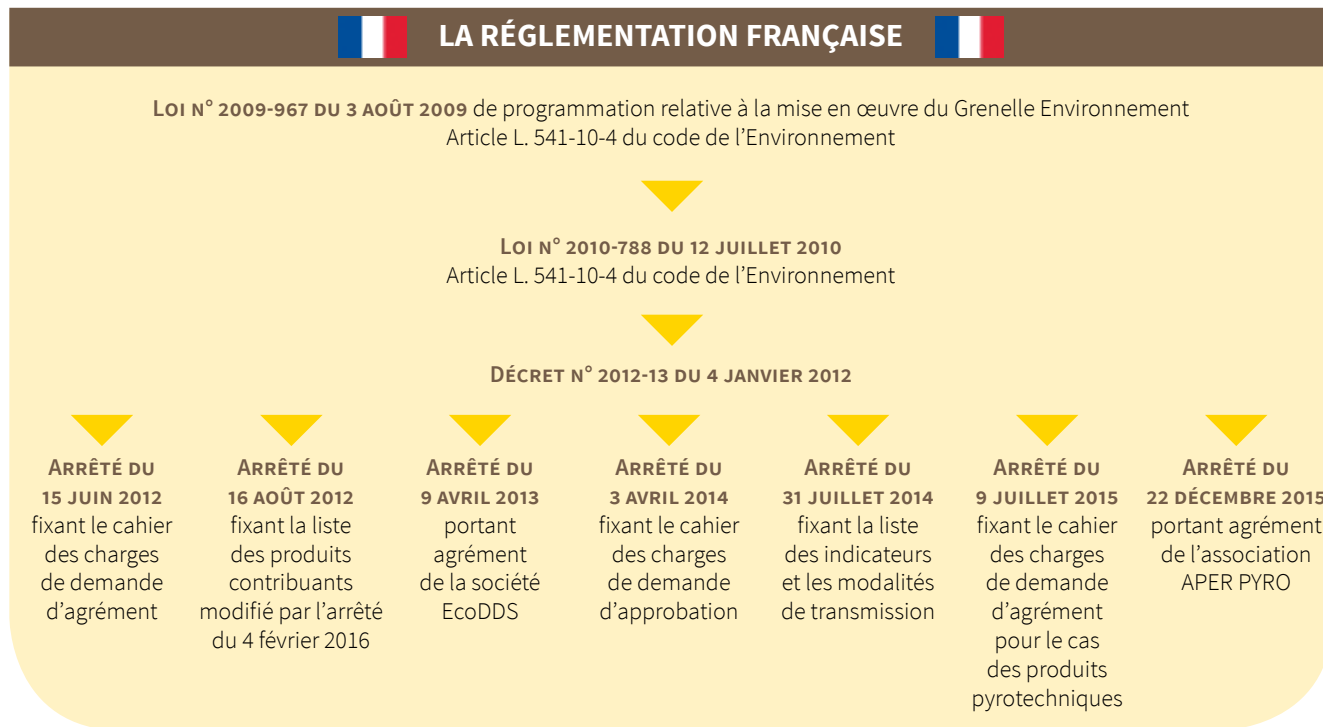 LA RÉGLEMENTATION FRANÇAISE
LOI N° 2009-967 DU 3 AOÛT 2009 de programmation relative à la mise en œuvre du Grenelle Environnement
Article L. 541-10-4 du code de l’Environnement
LOI N° 2010-788 DU 12 JUILLET 2010
Article L. 541-10-4 du code de l’Environnement
DÉCRET N° 2012-13 DU 4 JANVIER 2012
ARRÊTÉ DU
15 JUIN 2012
fixant le cahier
des charges
de demande
d’agrément
ARRÊTÉ DU
16 AOÛT 2012
fixant la liste
des produits
contribuants
modifié par l’arrêté
du 4 février 2016
ARRÊTÉ DU
9 AVRIL 2013
portant
agrément
de la société
EcoDDS
ARRÊTÉ DU
3 AVRIL 2014
fixant le cahier
des charges
de demande
d’approbation
ARRÊTÉ DU
31 JUILLET 2014
fixant la liste
des indicateurs
et les modalités
de transmission
ARRÊTÉ DU
9 JUILLET 2015
fixant le cahier
des charges
de demande
d’agrément
pour le cas
des produits
pyrotechniques
ARRÊTÉ DU
22 DÉCEMBRE 2015
portant agrément
de l’association
APER PYRO